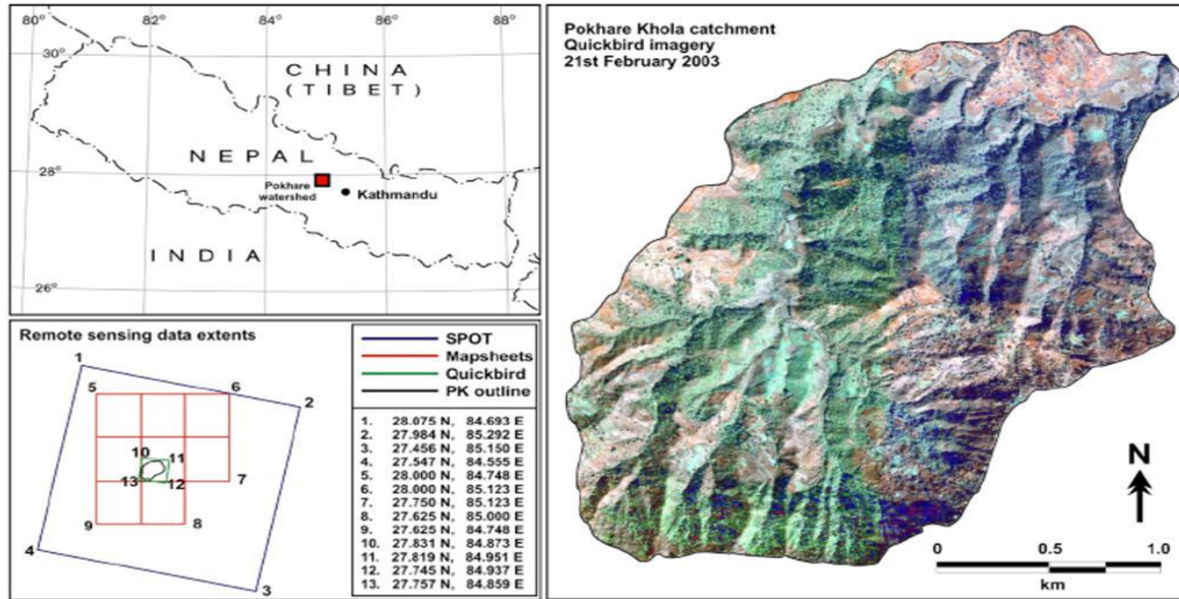 80° 82° 84° 86° 88°
30°
CHINA
(TIBET)
NEPAL
28°
Pokhare
watershed
Kathmandu
INDIA
26°
Remote sensing data extents
1
5
6
2
10
11
13
12
7
9
8
4
3
SPOT
Mapsheets
Quickbird
PK outline
1. 28.075 N, 84.693 E
2. 27.984 N, 85.292 E
3. 27.456 N, 85.150 E
4. 27.547 N, 84.555 E
5. 28.000 N, 84.748 E
6. 28.000 N, 85.123 E
7. 27.750 N, 85.123 E
8. 27.625 N, 85.000 E
9. 27.625 N, 84.748 E
10. 27.831 N, 84.873 E
11. 27.819 N, 84.951 E
12. 27.745 N, 84.937 E
13. 27.757 N, 84.859 E
Pokhare Khola catchment
Quickbird imagery
21st February 2003
N
0 0.5 1.0
km